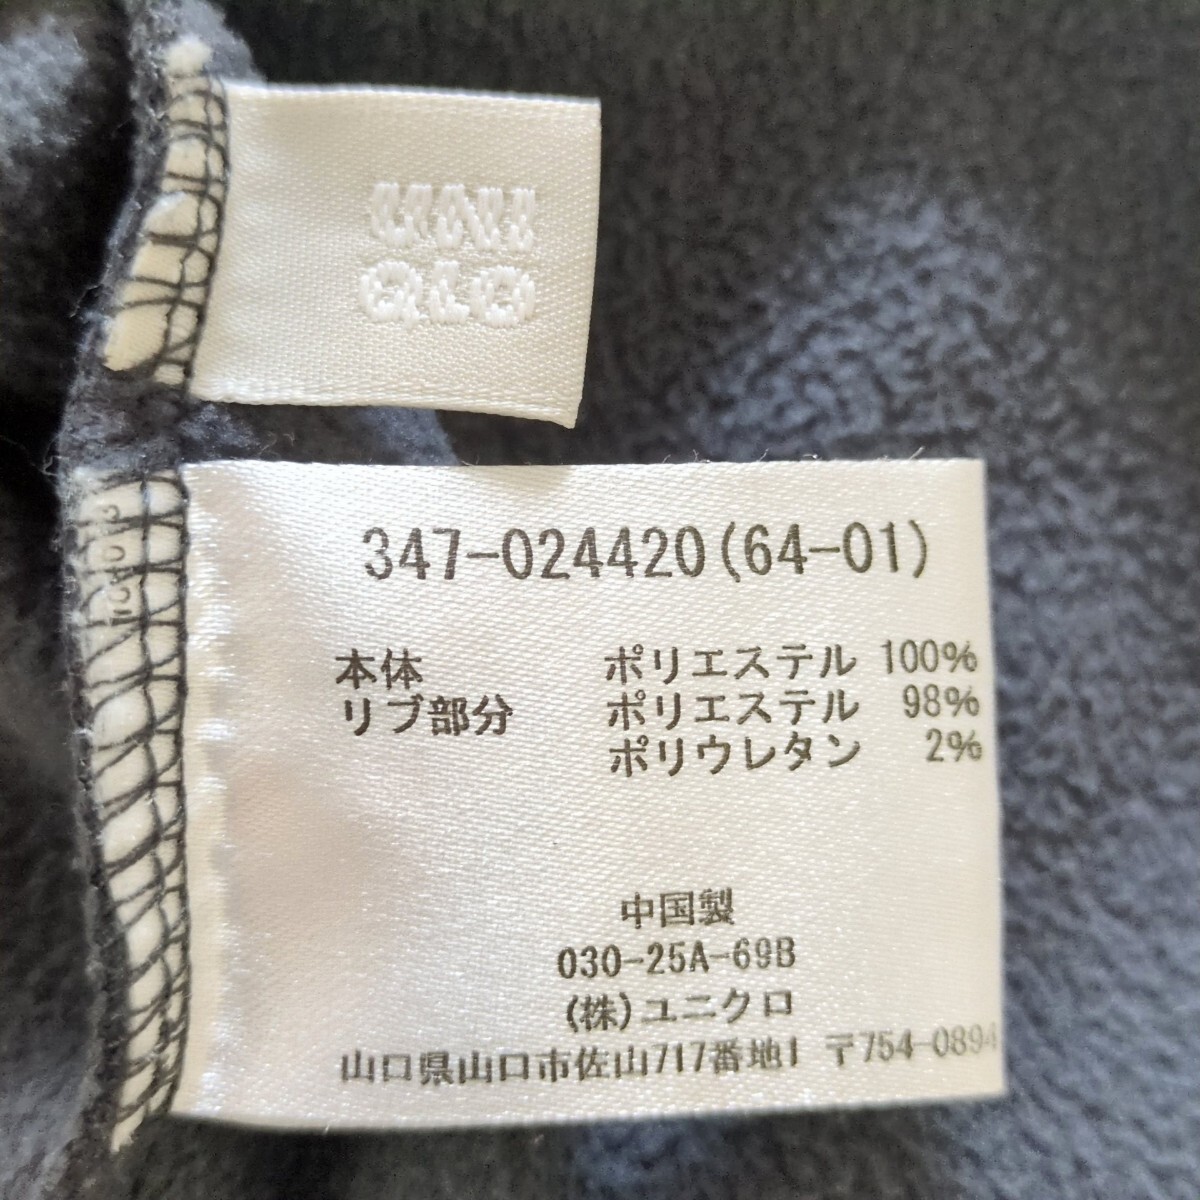 UNI
QLO
347-024420(64-01)
本体 ポリエステル 100%
リブ部分 ポリエステル 98%
ポリウレタン 2%
中国製
030-25A-69B
(株)ユニクロ
山口県山口市佐山717番地1 〒754-0894